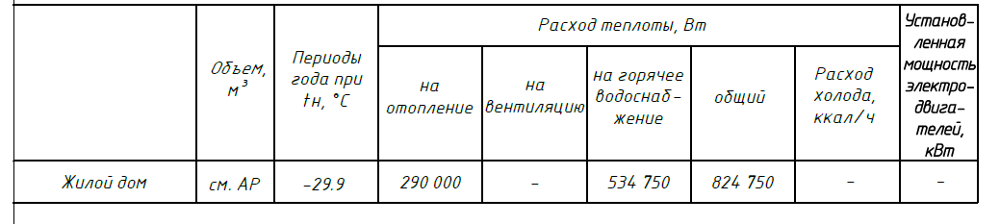 Расход теплоты, Вт
Установ-
ленная
мощность
электро-
двига-
телей,
кВт
Объем,
м³
Периоды
года при
tн, °С
на
отопление
на
вентиляцию
на горячее
водоснаб-
жение
общий
Расход
холода,
ккал/ч
Жилой дом
см. АР
-29.9
290 000
-
534 750
824 750
-
-